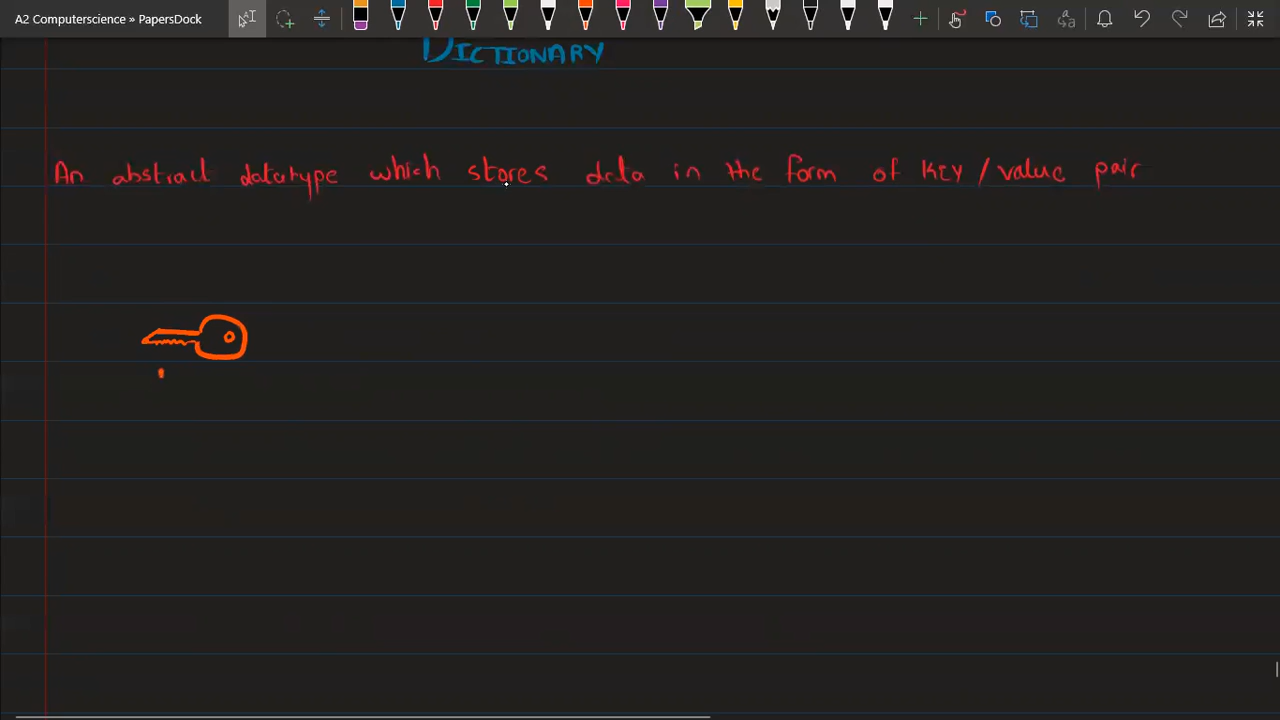 A2 Computerscience » PapersDock
DICTIONARY
An abstract datatype which stores data in the form of KEY / value pair